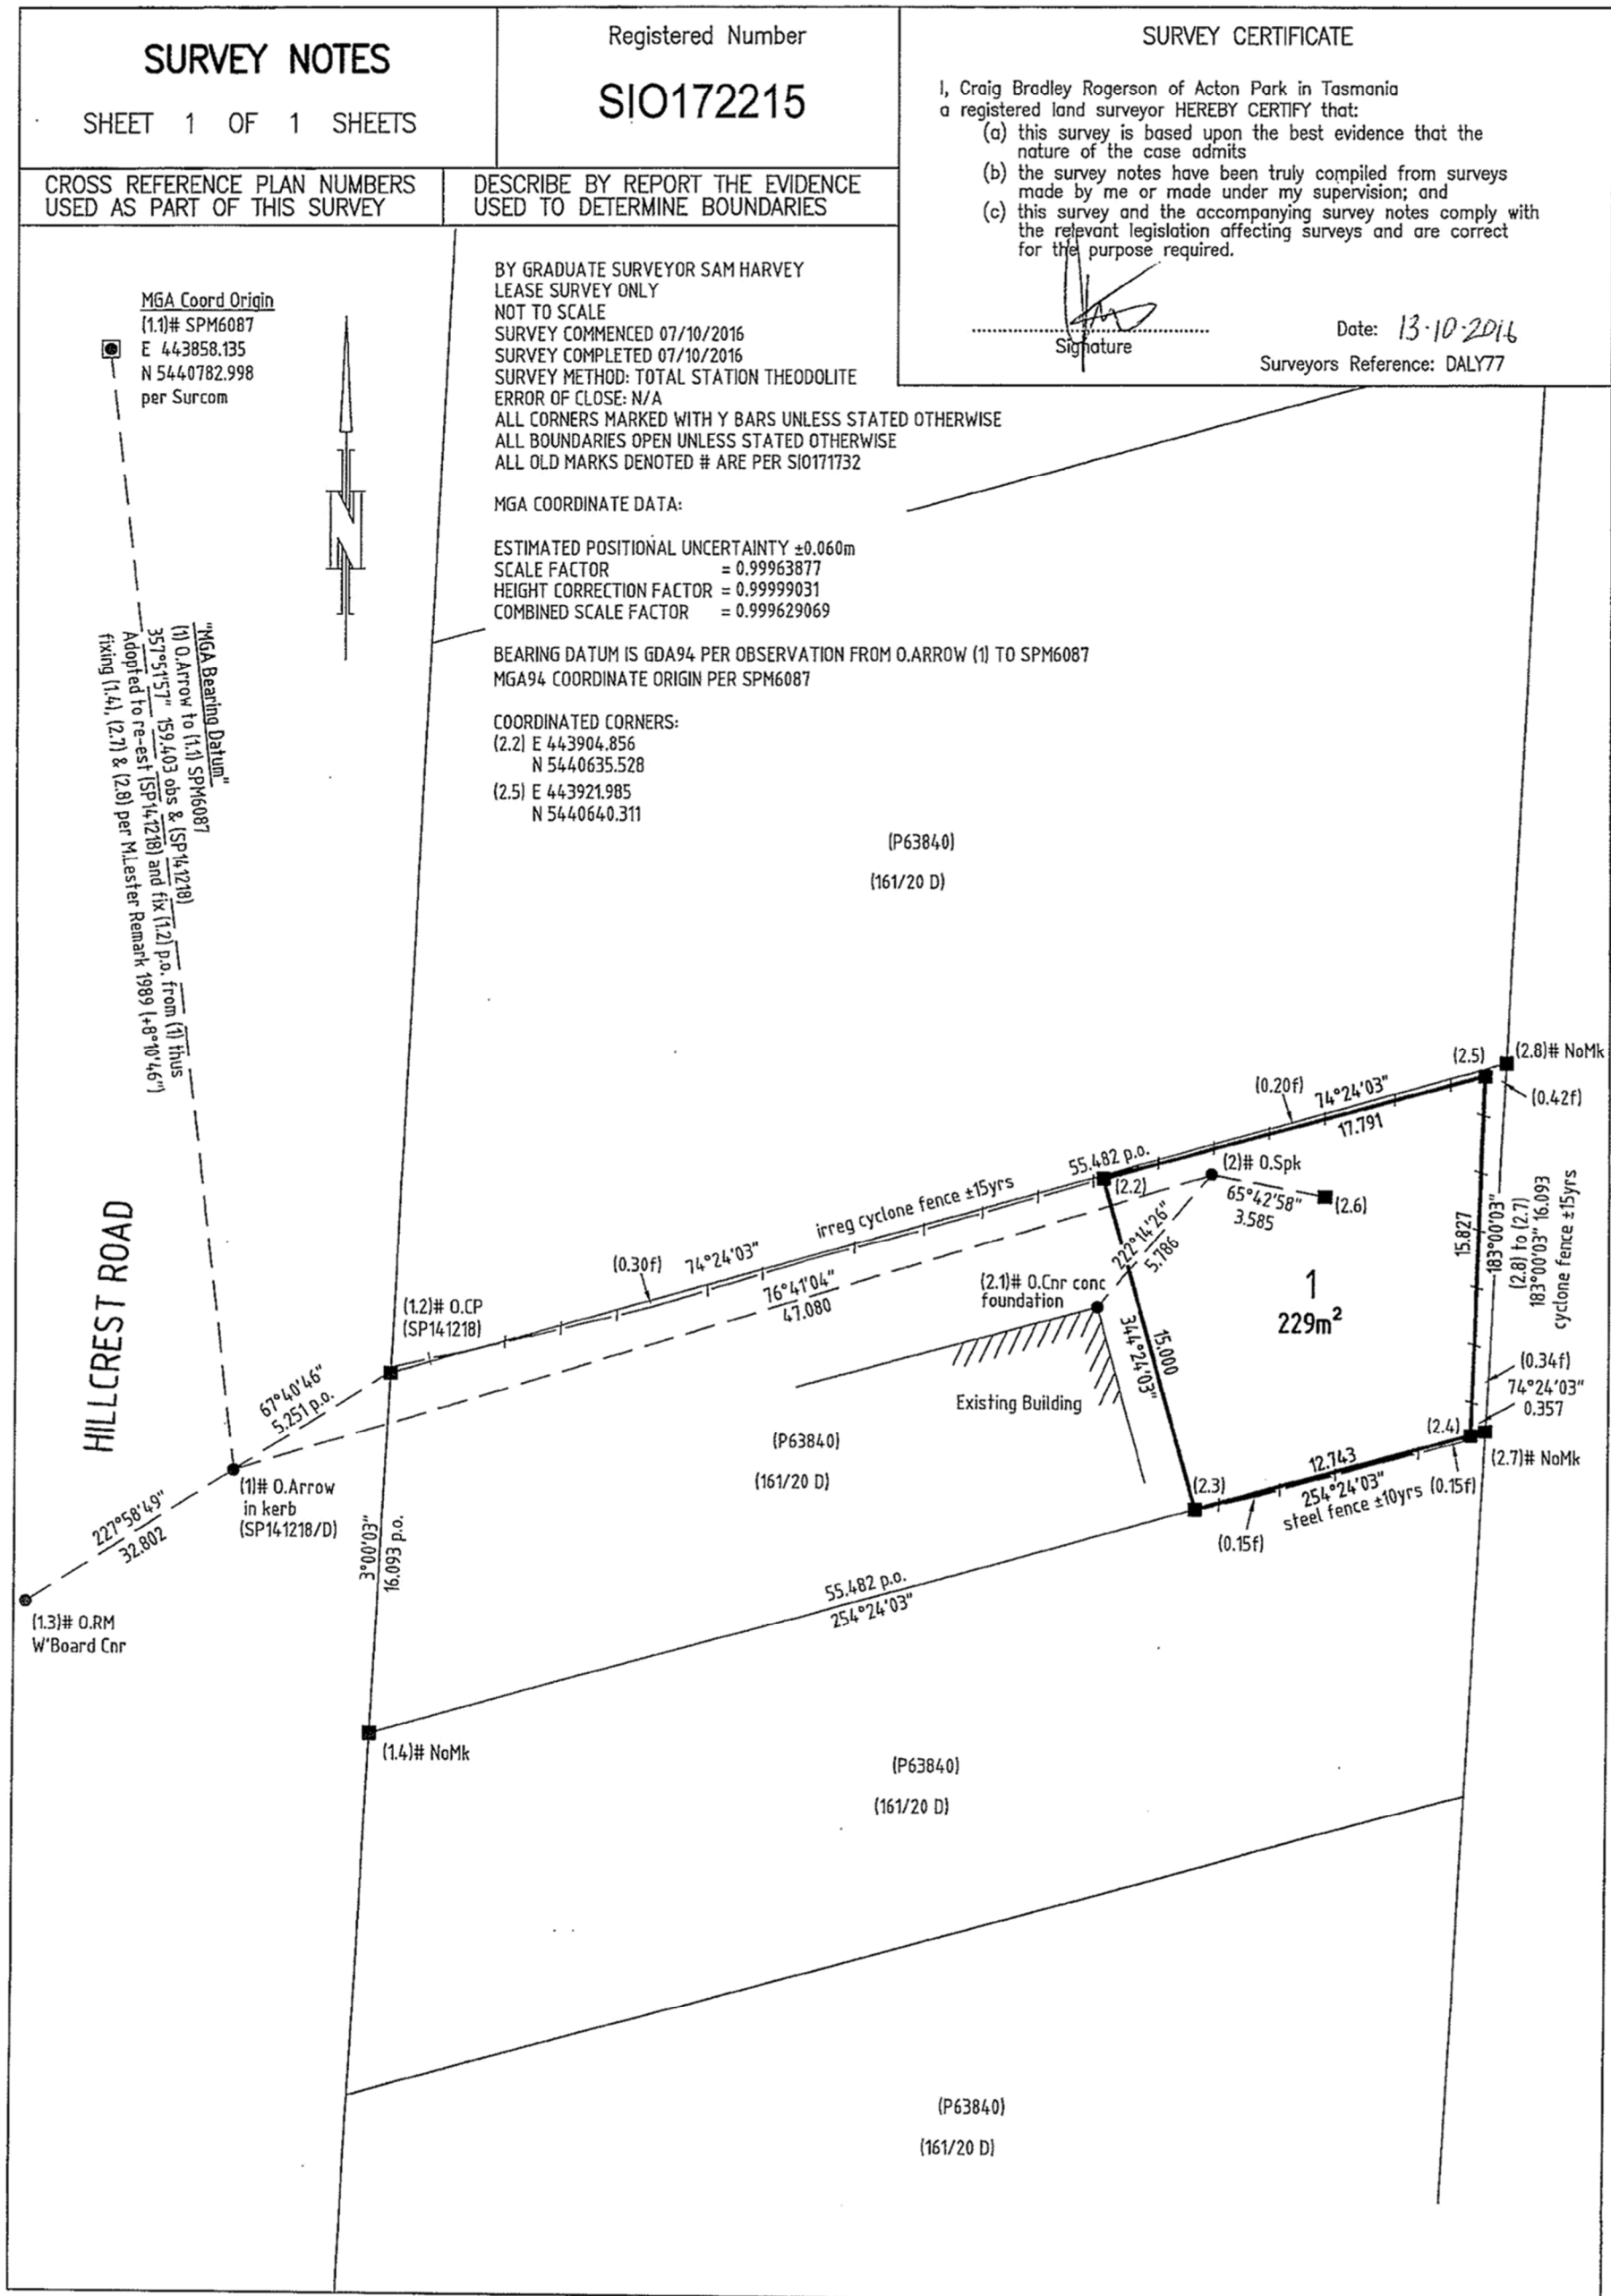 SURVEY NOTES
SHEET 1 OF 1 SHEETS
Registered Number
SIO172215
SURVEY CERTIFICATE
I, Craig Bradley Rogerson of Acton Park in Tasmania
a registered land surveyor HEREBY CERTIFY that:
(a) this survey is based upon the best evidence that the
nature of the case admits
(b) the survey notes have been truly compiled from surveys
made by me or made under my supervision; and
(c) this survey and the accompanying survey notes comply with
the relevant legislation affecting surveys and are correct
for the purpose required.
Signature
Date: 13-10-2016
Surveyors Reference: DALY77
CROSS REFERENCE PLAN NUMBERS
USED AS PART OF THIS SURVEY
DESCRIBE BY REPORT THE EVIDENCE
USED TO DETERMINE BOUNDARIES
MGA Coord Origin
(1.1)# SPM6087
E 443858.135
N 5440782.998
per Surcom
N
BY GRADUATE SURVEYOR SAM HARVEY
LEASE SURVEY ONLY
NOT TO SCALE
SURVEY COMMENCED 07/10/2016
SURVEY COMPLETED 07/10/2016
SURVEY METHOD: TOTAL STATION THEODOLITE
ERROR OF CLOSE: N/A
ALL CORNERS MARKED WITH Y BARS UNLESS STATED OTHERWISE
ALL BOUNDARIES OPEN UNLESS STATED OTHERWISE
ALL OLD MARKS DENOTED # ARE PER SIO171732
MGA COORDINATE DATA:
ESTIMATED POSITIONAL UNCERTAINTY ±0.060m
SCALE FACTOR = 0.99963877
HEIGHT CORRECTION FACTOR = 0.99999031
COMBINED SCALE FACTOR = 0.999629069
BEARING DATUM IS GDA94 PER OBSERVATION FROM O.ARROW (1) TO SPM6087
MGA94 COORDINATE ORIGIN PER SPM6087
COORDINATED CORNERS:
(2.2) E 443904.856
N 5440635.528
(2.5) E 443921.985
N 5440640.311
"MGA Bearing Datum"
(1) O.Arrow to (1.1) SPM6087
357°51'57" 159.403 obs & (SP141218)
Adopted to re-est (SP141218) and fix (1.2) p.o. from (1) thus
fixing (1.4), (2.7) & (2.8) per M.Lester Remark 1989 (+8°10'46")
(P63840)
(161/20 D)
(2.5)
(2.8)# NoMk
(0.20f)
74°24'03"
17.791
(0.42f)
55.482 p.o.
(2.2)
(2)# O.Spk
65°42'58"
3.585
(2.6)
irreg cyclone fence ±15yrs
222°14'26"
5.786
15.827
183°00'03"
(2.8) to (2.7)
183°00'03" 16.093
cyclone fence ±15yrs
(0.30f)
74°24'03"
76°41'04"
47.080
(2.1)# O.Cnr conc
foundation
1
229m²
HILLCREST ROAD
(1.2)# O.CP
(SP141218)
67°40'46"
5.251 p.o.
15.000
344°24'03"
(0.34f)
74°24'03"
0.357
Existing Building
(2.4)
(2.7)# NoMk
(P63840)
(161/20 D)
12.743
254°24'03"
steel fence ±10yrs
(0.15f)
(2.3)
(0.15f)
(1)# O.Arrow
in kerb
(SP141218/D)
227°58'49"
32.802
3°00'03"
16.093 p.o.
(1.3)# O.RM
W'Board Cnr
55.482 p.o.
254°24'03"
(1.4)# NoMk
(P63840)
(161/20 D)
(P63840)
(161/20 D)